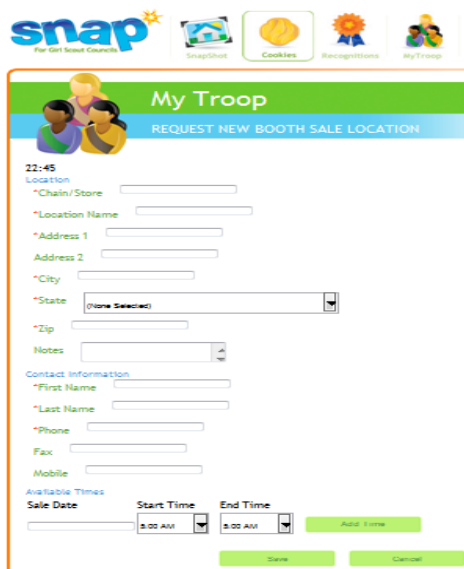 snap
For Girl Scout Councils
SnapShot
Cookies
Recognitions
MyTroop
My Troop
REQUEST NEW BOOTH SALE LOCATION
22:45
Location
*Chain/Store
*Location Name
*Address 1
Address 2
*City
*State (None Selected)
*Zip
Notes
Contact Information
*First Name
*Last Name
*Phone
Fax
Mobile
Available Times
Sale Date Start Time End Time
5:00 AM 5:00 AM Add Time
Save Cancel